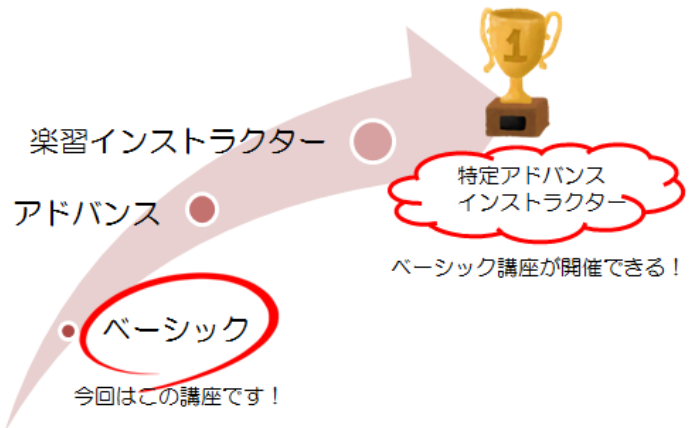 1
楽習インストラクター
特定アドバンス
インストラクター
アドバンス
ベーシック講座が開催できる！
ベーシック
今回はこの講座です！